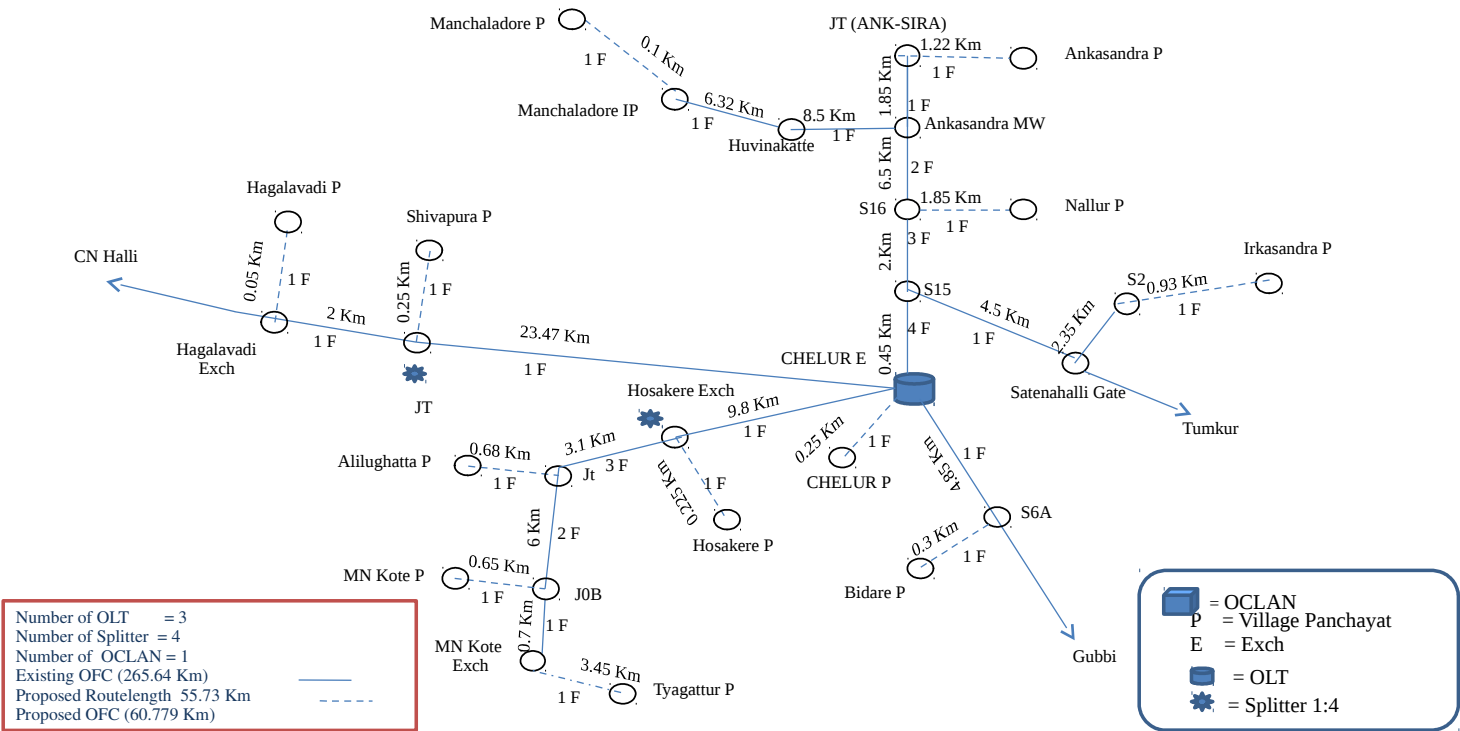 Manchaladore P
0.1 Km
1 F
JT (ANK-SIRA)
1.22 Km
1 F
Ankasandra P
1.85 Km
1 F
Manchaladore IP
6.32 Km
1 F
8.5 Km
1 F
Huvinakatte
Ankasandra MW
6.5 Km
2 F
Hagalavadi P
Shivapura P
S16
1.85 Km
1 F
Nallur P
3 F
2.Km
CN Halli
0.05 Km
1 F
0.25 Km
1 F
Irkasandra P
S2
0.93 Km
1 F
S15
4.5 Km
1 F
2.35 Km
2 Km
1 F
23.47 Km
1 F
4 F
0.45 Km
Hagalavadi
Exch
CHELUR E
Satenahalli Gate
Tumkur
JT
Hosakere Exch
9.8 Km
1 F
0.25 Km
1 F
CHELUR P
4.85 Km
1 F
Alilughatta P
0.68 Km
1 F
Jt
3.1 Km
3 F
0.225 Km
1 F
Hosakere P
S6A
0.3 Km
1 F
Bidare P
6 Km
2 F
MN Kote P
0.65 Km
1 F
J0B
0.7 Km
1 F
MN Kote
Exch
3.45 Km
1 F
Tyagattur P
Gubbi
Number of OLT = 3
Number of Splitter = 4
Number of OCLAN = 1
Existing OFC (265.64 Km)
Proposed Routelength 55.73 Km
Proposed OFC (60.779 Km)
= OCLAN
P = Village Panchayat
E = Exch
= OLT
= Splitter 1:4